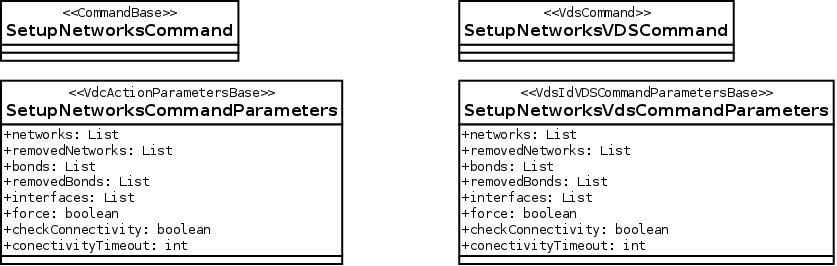 <<CommandBase>>
SetupNetworksCommand
<<VdsCommand>>
SetupNetworksVDSCommand
<<VdcActionParametersBase>>
SetupNetworksCommandParameters
+networks: List
+removedNetworks: List
+bonds: List
+removedBonds: List
+interfaces: List
+force: boolean
+checkConnectivity: boolean
+conectivityTimeout: int
<<VdsIdVDSCommandParametersBase>>
SetupNetworksVdsCommandParameters
+networks: List
+removedNetworks: List
+bonds: List
+removedBonds: List
+interfaces: List
+force: boolean
+checkConnectivity: boolean
+conectivityTimeout: int